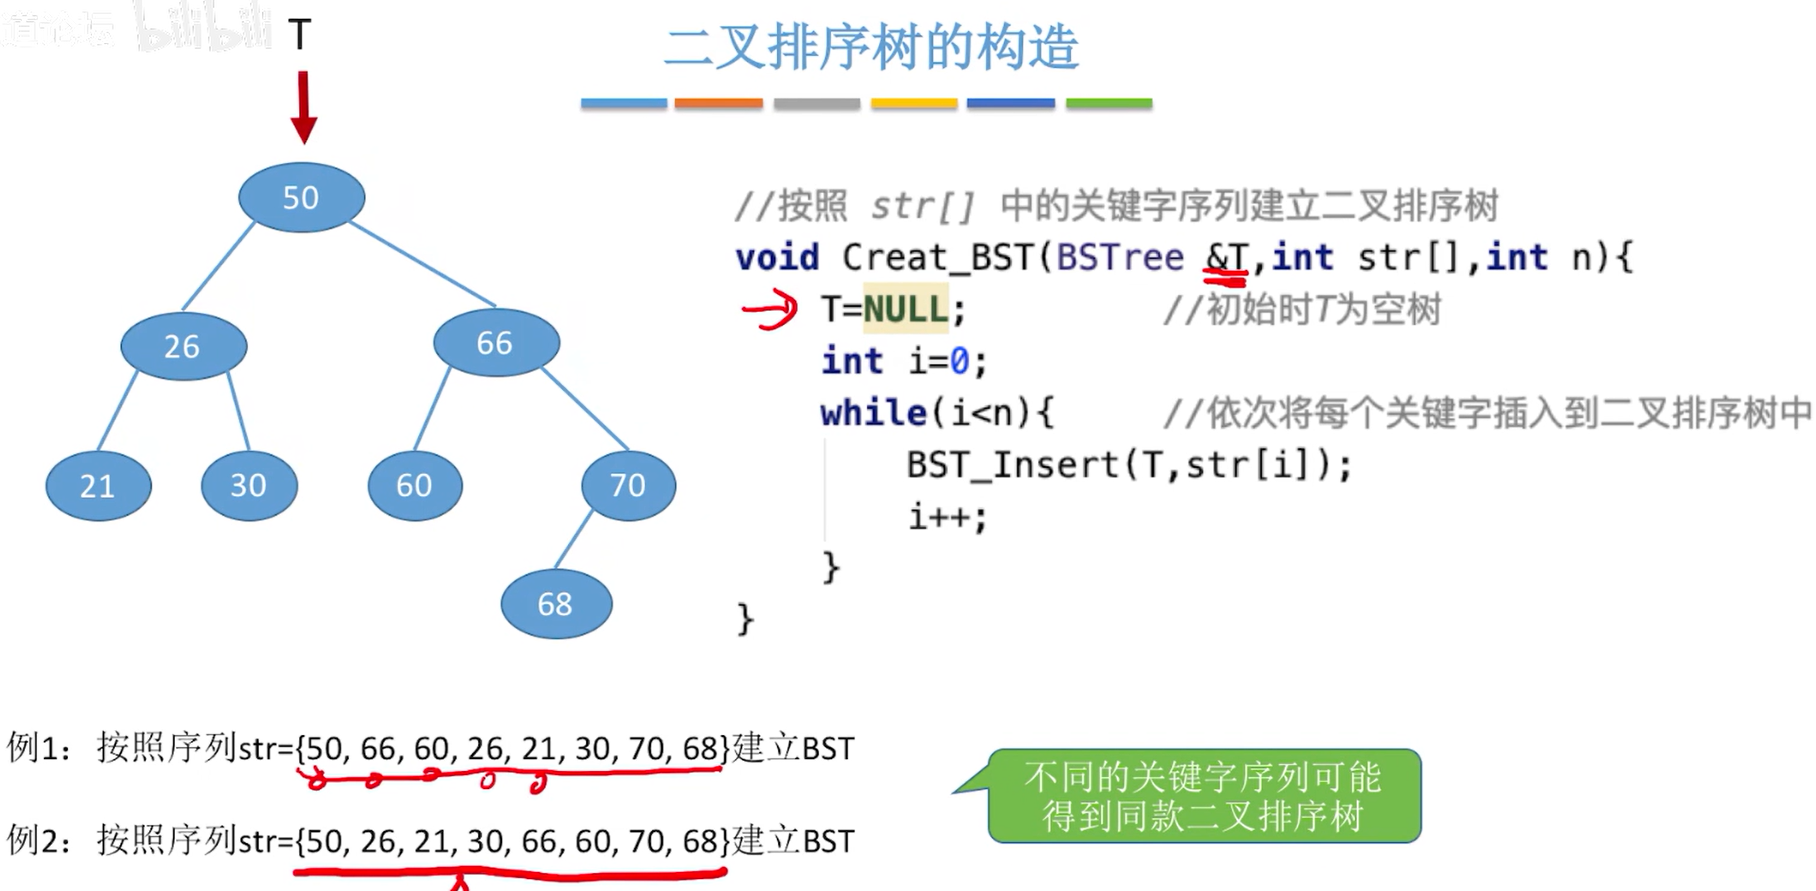 道论坛 bilibili
T
二叉排序树的构造
50
26
66
21
30
60
70
68
//按照 str[] 中的关键字序列建立二叉排序树
void Creat_BST(BSTree &T,int str[],int n){
T=NULL; //初始时T为空树
int i=0;
while(i<n){ //依次将每个关键字插入到二叉排序树中
BST_Insert(T,str[i]);
i++;
}
}
例1：按照序列str={50, 66, 60, 26, 21, 30, 70, 68}建立BST
例2：按照序列str={50, 26, 21, 30, 66, 60, 70, 68}建立BST
不同的关键字序列可能
得到同款二叉排序树